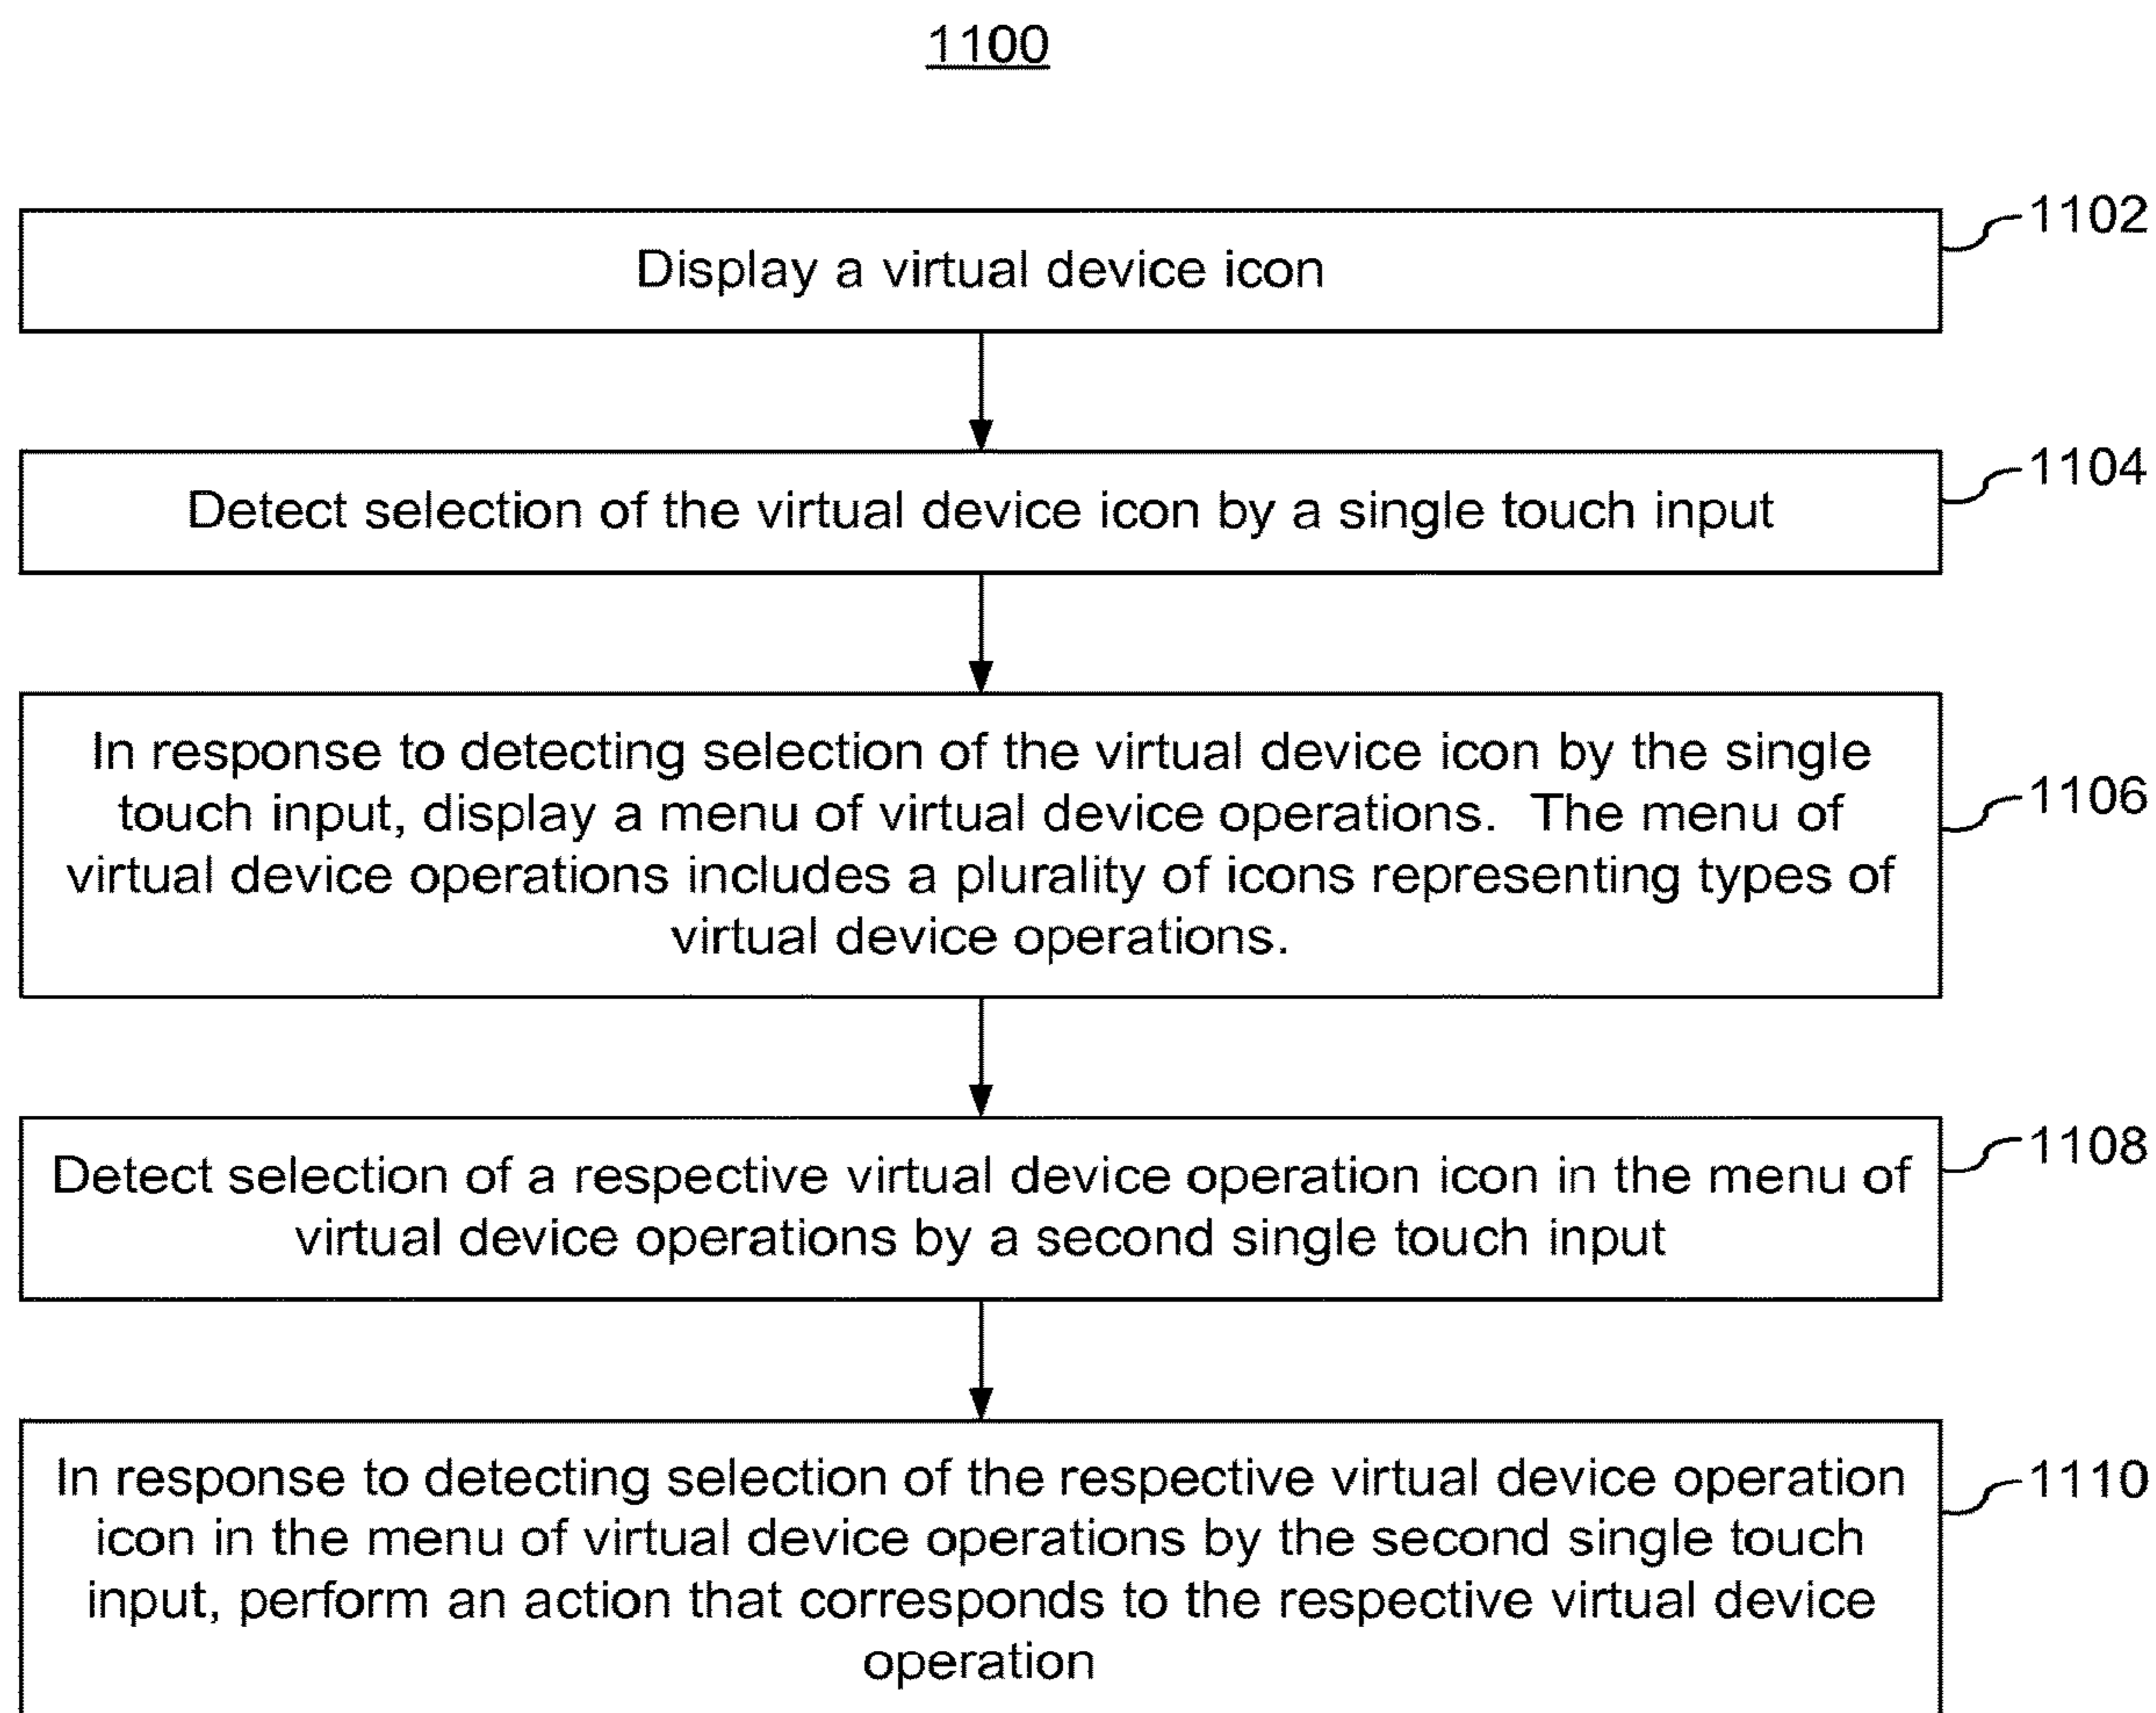 1100
1102
Display a virtual device icon
1104
Detect selection of the virtual device icon by a single touch input
In response to detecting selection of the virtual device icon by the single
touch input, display a menu of virtual device operations.  The menu of
1106
virtual device operations includes a plurality of icons representing types of
virtual device operations.
1108
Detect selection of a respective virtual device operation icon in the menu of
virtual device operations by a second single touch input
In response to detecting selection of the respective virtual device operation
1110
icon in the menu of virtual device operations by the second single touch
input, perform an action that corresponds to the respective virtual device
operation